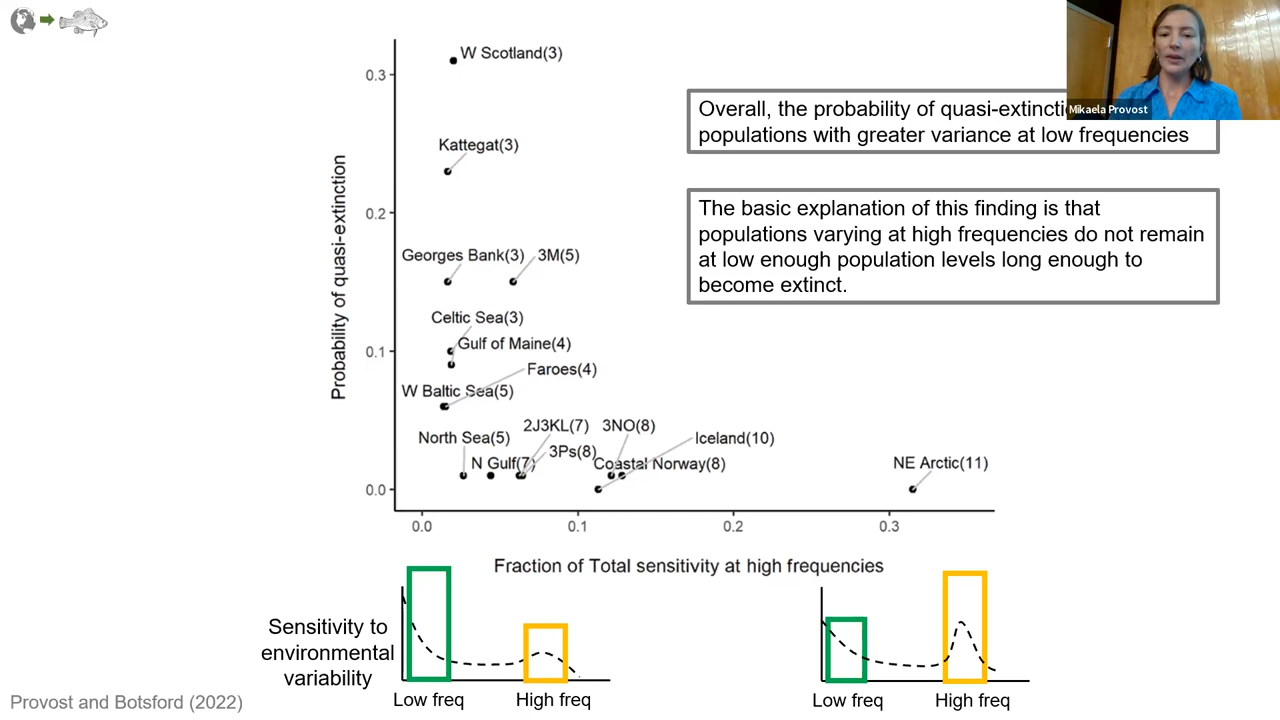 W Scotland(3)
0.3
Kattegat(3)
0.2
Georges Bank(3)
3M(5)
Celtic Sea(3)
Gulf of Maine(4)
0.1
Faroes(4)
W Baltic Sea(5)
2J3KL(7)
3NO(8)
North Sea(5)
Iceland(10)
3Ps(8)
N Gulf(7)
Coastal Norway(8)
NE Arctic(11)
0.0
Probability of quasi-extinction
0.0 0.1 0.2 0.3
Fraction of Total sensitivity at high frequencies
Overall, the probability of
populations with greater variance at low frequencies
The basic explanation of this finding is that
populations varying at high frequencies do not remain
at low enough population levels long enough to
become extinct.
Mikaela Provost
Sensitivity to
environmental
variability
Low freq
High freq
Low freq
High freq
Provost and Botsford (2022)